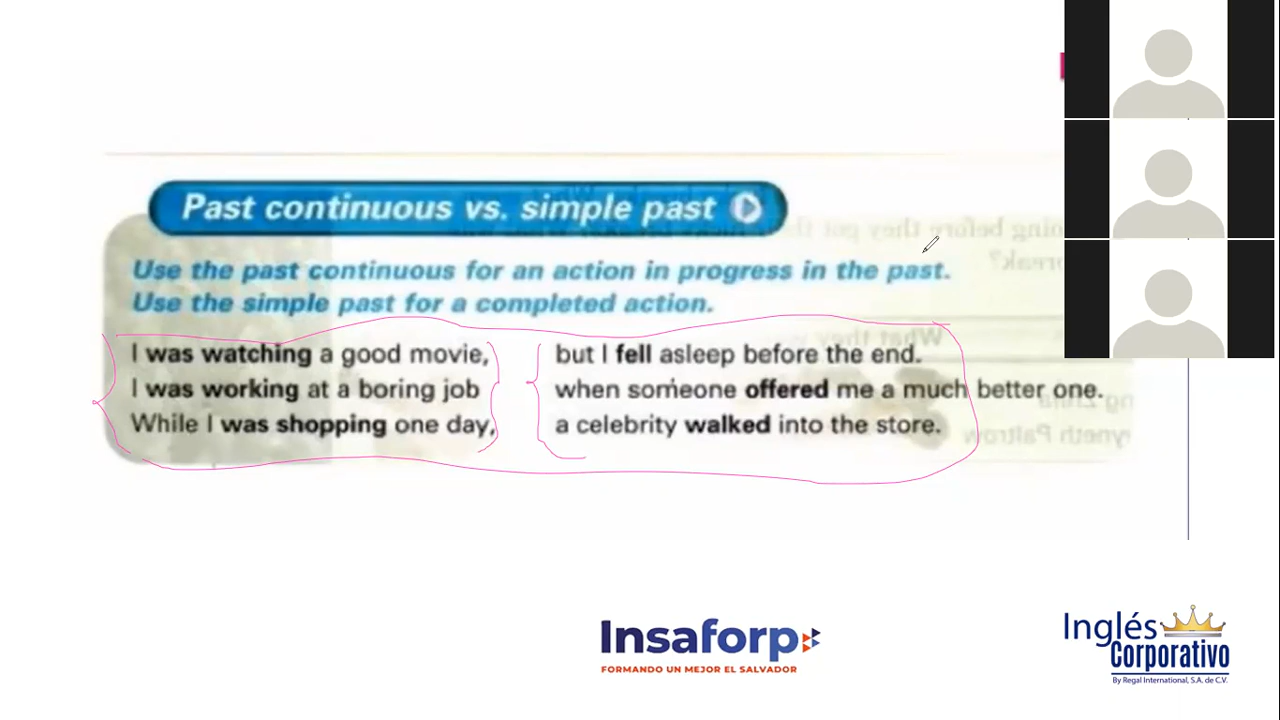 Past continuous vs. simple past
Use the past continuous for an action in progress in the past.
Use the simple past for a completed action.
I was watching a good movie, but I fell asleep before the end.
I was working at a boring job when someone offered me a much better one.
While I was shopping one day, a celebrity walked into the store.
Insaforp
FORMANDO UN MEJOR EL SALVADOR
Inglés
Corporativo
By Regal International, S.A. de C.V.